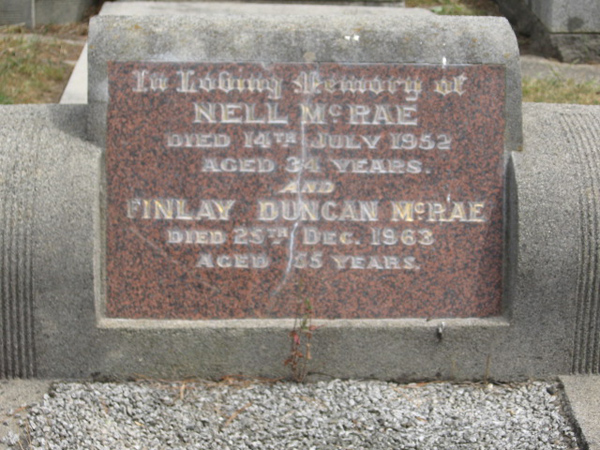 In Loving Memory of
NELL McRAE
DIED 14TH JULY 1952
AGED 34 YEARS.
AND
FINLAY DUNCAN McRAE
DIED 25TH DEC. 1963
AGED 55 YEARS.